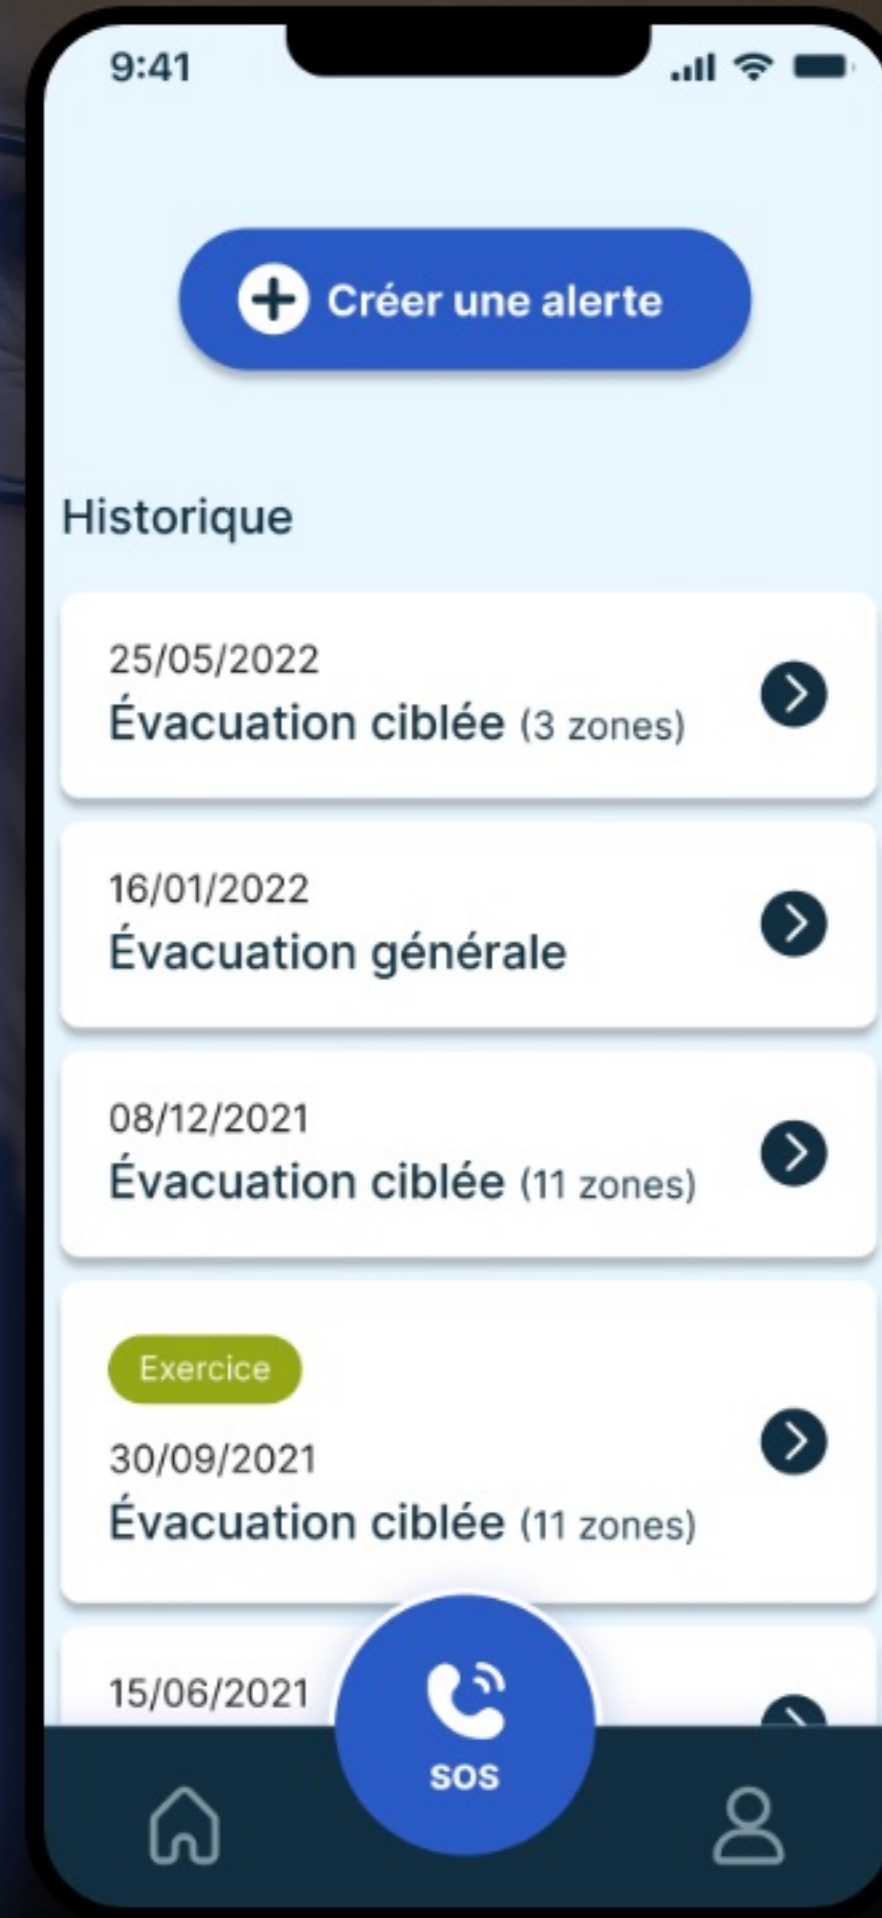 9:41
Créer une alerte
Historique
25/05/2022
Évacuation ciblée (3 zones)
16/01/2022
Évacuation générale
08/12/2021
Évacuation ciblée (11 zones)
Exercice
30/09/2021
Évacuation ciblée (11 zones)
15/06/2021
SOS